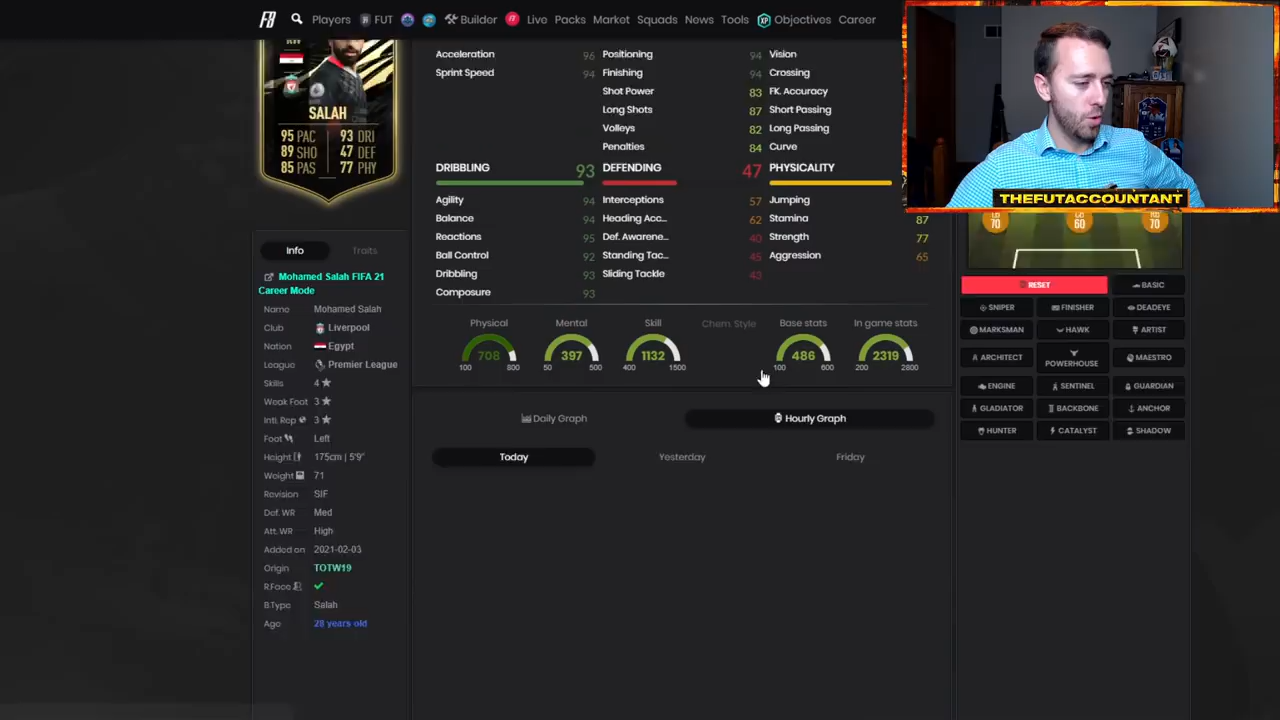 F8 Players FUT Builder Live Packs Market Squads News Tools XP Objectives Career
SALAH
95 PAC 93 DRI
89 SHO 47 DEF
85 PAS 77 PHY
Acceleration 96 Positioning 94 Vision
Sprint Speed 94 Finishing 94 Crossing
Shot Power 83 FK. Accuracy
Long Shots 87 Short Passing
Volleys 82 Long Passing
Penalties 84 Curve
DRIBBLING 93 DEFENDING 47 PHYSICALITY
Agility 94 Interceptions 57 Jumping
Balance 94 Heading Acc... 62 Stamina 87
Reactions 95 Def. Awarene... 40 Strength 77
Ball Control 92 Standing Tac... 45 Aggression 65
Dribbling 93 Sliding Tackle 43
Composure 93
Physical Mental Skill Chem Style Base stats In game stats
708 397 1132 486 2319
100 800 50 500 400 1500 100 600 200 2800
Daily Graph Hourly Graph
Today Yesterday Friday
Info Traits
Mohamed Salah FIFA 21
Career Mode
Name Mohamed Salah
Club Liverpool
Nation Egypt
League Premier League
Skills 4
Weak Foot 3
Intl. Rep 3
Foot Left
Height 175cm | 5'9"
Weight 71
Revision SIF
Def. WR Med
Att. WR High
Added on 2021-02-03
Origin TOTW19
R.Face
B.Type Salah
Age 28 years old
THEFUTACCOUNTANT
LB CB RB
70 60 70
RESET BASIC
SNIPER FINISHER DEADEYE
MARKSMAN HAWK ARTIST
ARCHITECT POWERHOUSE MAESTRO
ENGINE SENTINEL GUARDIAN
GLADIATOR BACKBONE ANCHOR
HUNTER CATALYST SHADOW